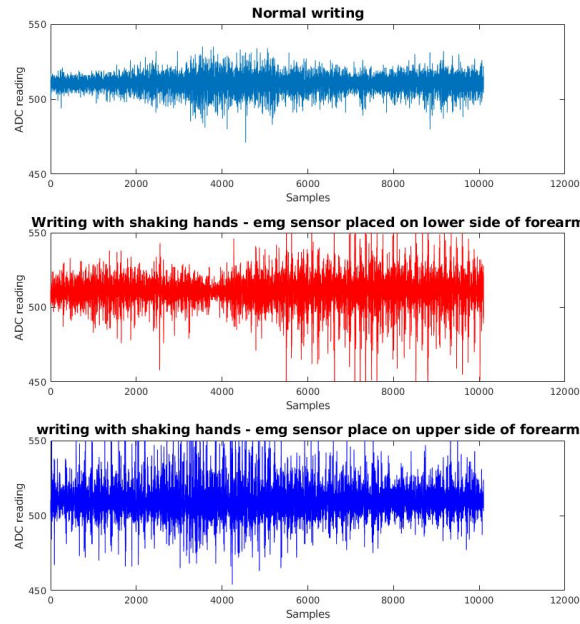 Normal writing
550
500
450
ADC reading
0 2000 4000 6000 8000 10000 12000
Samples
Writing with shaking hands - emg sensor placed on lower side of forearm
550
500
450
ADC reading
0 2000 4000 6000 8000 10000 12000
Samples
writing with shaking hands - emg sensor place on upper side of forearm
550
500
450
ADC reading
0 2000 4000 6000 8000 10000 12000
Samples